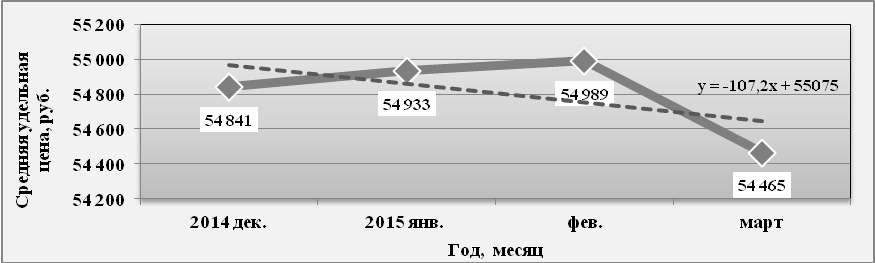 55 200
55 000
54 800
54 600
54 400
54 200
Средняя удельная
цена, руб.
54 841
54 933
54 989
54 465
y = -107,2x + 55075
2014 дек.
2015 янв.
фев.
март
Год, месяц